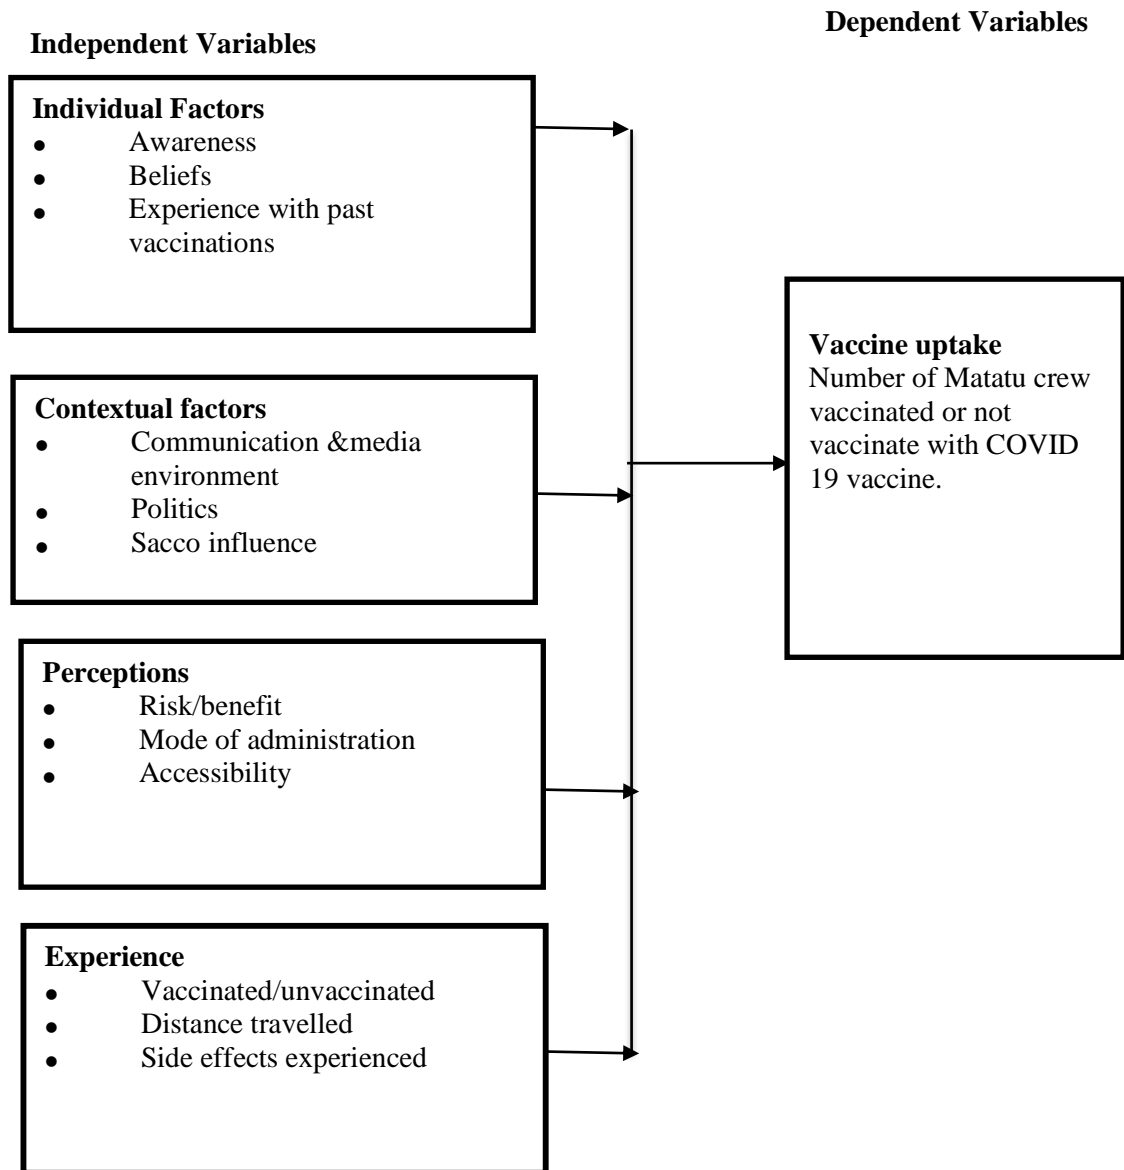 Dependent Variables
Independent Variables
Individual Factors
● Awareness
● Beliefs
● Experience with past
vaccinations
Contextual factors
● Communication &media
environment
● Politics
● Sacco influence
Perceptions
● Risk/benefit
● Mode of administration
● Accessibility
Experience
● Vaccinated/unvaccinated
● Distance travelled
● Side effects experienced
Vaccine uptake
Number of Matatu crew
vaccinated or not
vaccinate with COVID
19 vaccine.